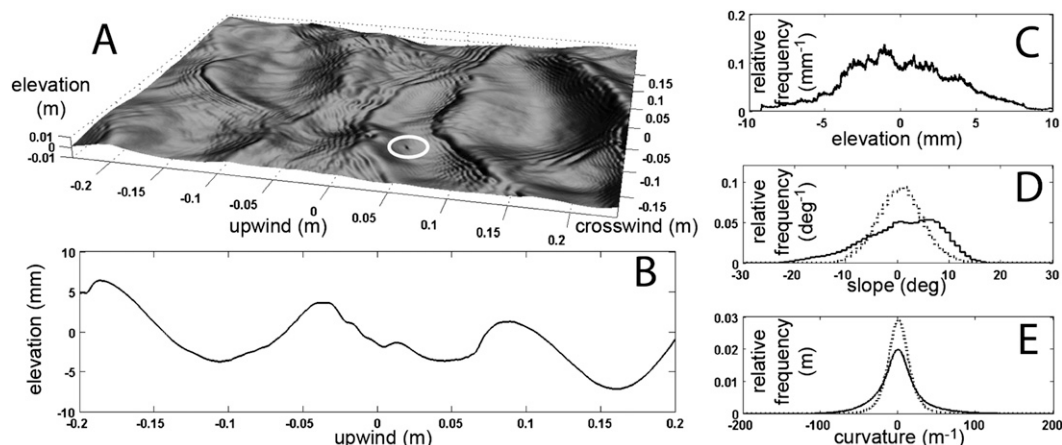 A
elevation
(m)
0.01
0
-0.01
-0.2
-0.15
-0.1
-0.05
0
0.05
0.1
0.15
0.2
upwind (m)
0.15
0.1
0.05
0
-0.05
-0.1
-0.15
crosswind (m)
B
elevation (mm)
10
5
0
-5
-10
-0.2 -0.15 -0.1 -0.05 0 0.05 0.1 0.15 0.2
upwind (m)
C
relative
frequency
(mm⁻¹)
0.2
0.1
0
-10 -5 0 5 10
elevation (mm)
D
relative
frequency
(deg⁻¹)
0.1
0.05
0
-30 -20 -10 0 10 20 30
slope (deg)
E
relative
frequency
(m)
0.03
0.02
0.01
0
-200 -100 0 100 200
curvature (m⁻¹)